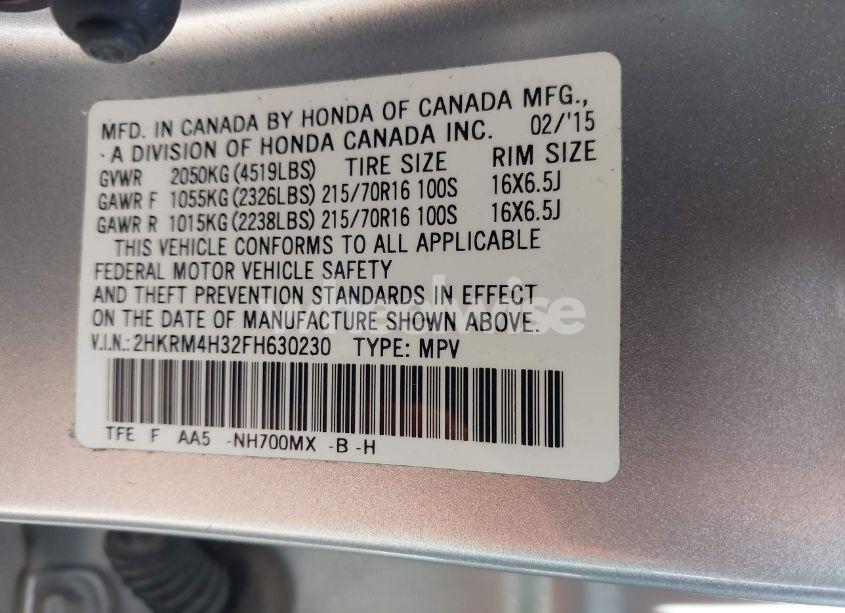 MFD. IN CANADA BY HONDA OF CANADA MFG.,
- A DIVISION OF HONDA CANADA INC. 02/'15
GVWR 2050KG(4519LBS) TIRE SIZE RIM SIZE
GAWR F 1055KG(2326LBS) 215/70R16 100S 16X6.5J
GAWR R 1015KG(2238LBS) 215/70R16 100S 16X6.5J
THIS VEHICLE CONFORMS TO ALL APPLICABLE
FEDERAL MOTOR VEHICLE SAFETY
AND THEFT PREVENTION STANDARDS IN EFFECT
ON THE DATE OF MANUFACTURE SHOWN ABOVE.
V.I.N.:2HKRM4H32FH630230 TYPE: MPV
TFE F AA5 -NH700MX -B -H
wheelwise